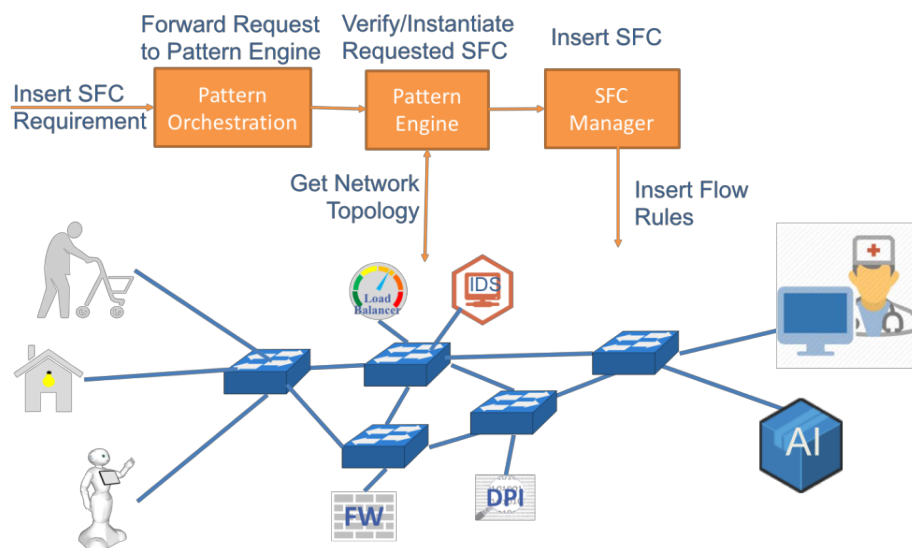 Forward Request
to Pattern Engine
Verify/Instantiate
Requested SFC
Insert SFC
Insert SFC
Requirement
Pattern
Orchestration
Pattern
Engine
SFC
Manager
Get Network
Topology
Insert Flow
Rules
Load
Balancer
IDS
FW
DPI
AI